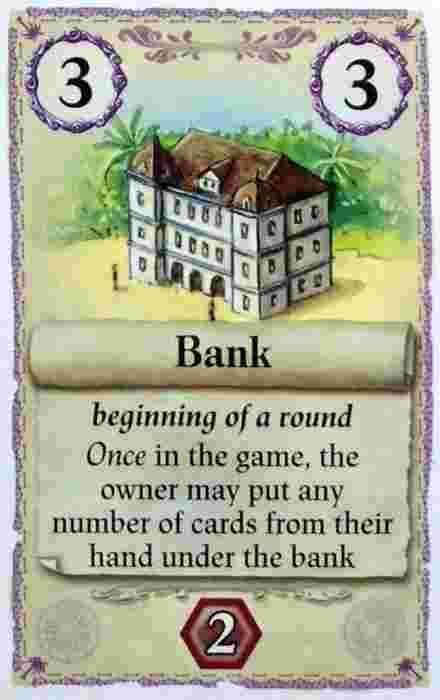 3 3
Bank
beginning of a round
Once in the game, the
owner may put any
number of cards from their
hand under the bank
2